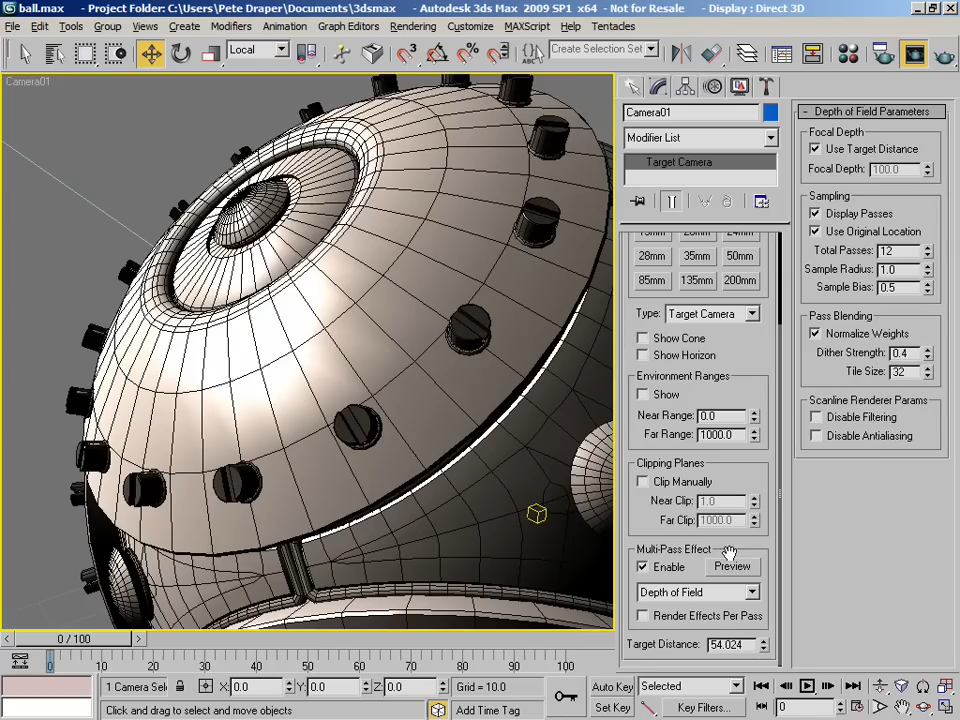 ball.max - Project Folder: C:\Users\Pete Draper\Documents\3dsmax - Autodesk 3ds Max 2009 SP1 x64 - Not for Resale - Display : Direct 3D
File Edit Tools Group Views Create Modifiers Animation Graph Editors Rendering Customize MAXScript Help Tentacles
Local
Create Selection Set
Camera01
Camera01
Modifier List
Target Camera
28mm 35mm 50mm
85mm 135mm 200mm
Type: Target Camera
Show Cone
Show Horizon
Environment Ranges
Show
Near Range: 0.0
Far Range: 1000.0
Clipping Planes
Clip Manually
Near Clip: 1.0
Far Clip: 1000.0
Multi-Pass Effect
Enable Preview
Depth of Field
Render Effects Per Pass
Target Distance: 54.024
- Depth of Field Parameters
Focal Depth
Use Target Distance
Focal Depth: 100.0
Sampling
Display Passes
Use Original Location
Total Passes: 12
Sample Radius: 1.0
Sample Bias: 0.5
Pass Blending
Normalize Weights
Dither Strength: 0.4
Tile Size: 32
Scanline Renderer Params
Disable Filtering
Disable Antialiasing
< 0 / 100 >
0 10 20 30 40 50 60 70 80 90 100
1 Camera Sel X: 0.0 Y: 0.0 Z: 0.0 Grid = 10.0
Auto Key Selected
Click and drag to select and move objects
Add Time Tag
Set Key Key Filters... 0